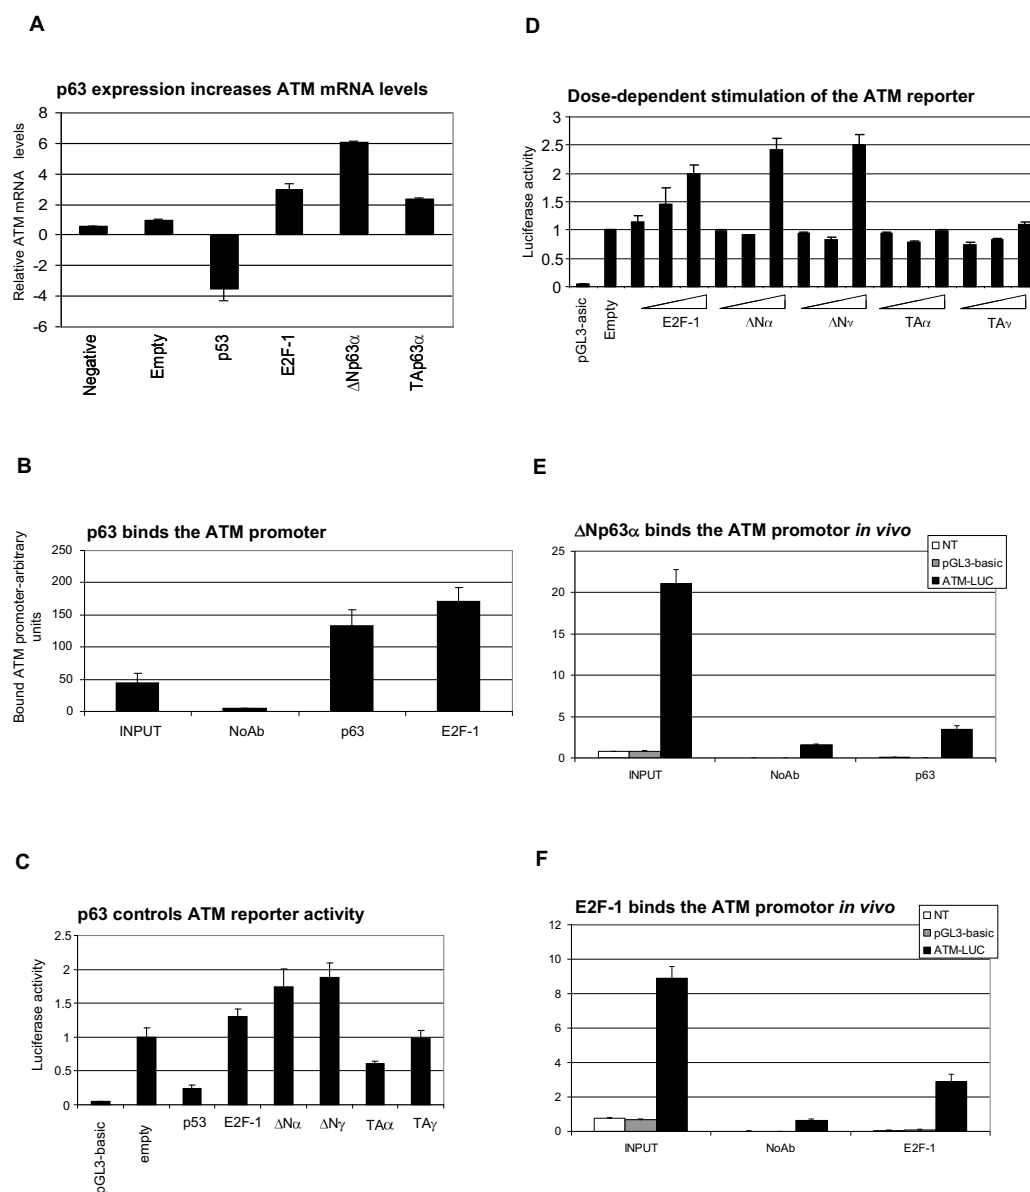 A
p63 expression increases ATM mRNA levels
Relative ATM mRNA levels
8
6
4
2
0
-2
-4
-6
Negative
Empty
p53
E2F-1
ΔNp63α
TAp63α
B
p63 binds the ATM promoter
Bound ATM promoter-arbitrary
units
250
200
150
100
50
0
INPUT
NoAb
p63
E2F-1
C
p63 controls ATM reporter activity
Luciferase activity
2.5
2
1.5
1
0.5
0
pGL3-basic
empty
p53
E2F-1
ΔNα
ΔNγ
TAα
TAγ
D
Dose-dependent stimulation of the ATM reporter
Luciferase activity
3
2.5
2
1.5
1
0.5
0
pGL3-asic
Empty
E2F-1
ΔNα
ΔNγ
TAα
TAγ
E
ΔNp63α binds the ATM promotor in vivo
NT
pGL3-basic
ATM-LUC
25
20
15
10
5
0
INPUT
NoAb
p63
F
E2F-1 binds the ATM promotor in vivo
NT
pGL3-basic
ATM-LUC
12
10
8
6
4
2
0
INPUT
NoAb
E2F-1